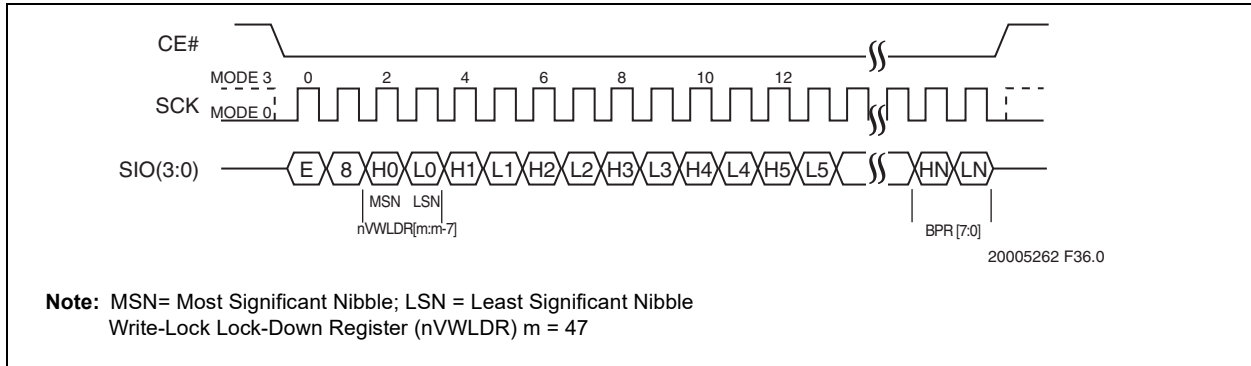 CE#
MODE 3 0 2 4 6 8 10 12
SCK MODE 0
SIO(3:0) E 8 H0 L0 H1 L1 H2 L2 H3 L3 H4 L4 H5 L5 HN LN
MSN LSN
nVWLDR[m:m-7] BPR [7:0]
20005262 F36.0
Note: MSN= Most Significant Nibble; LSN = Least Significant Nibble
Write-Lock Lock-Down Register (nVWLDR) m = 47